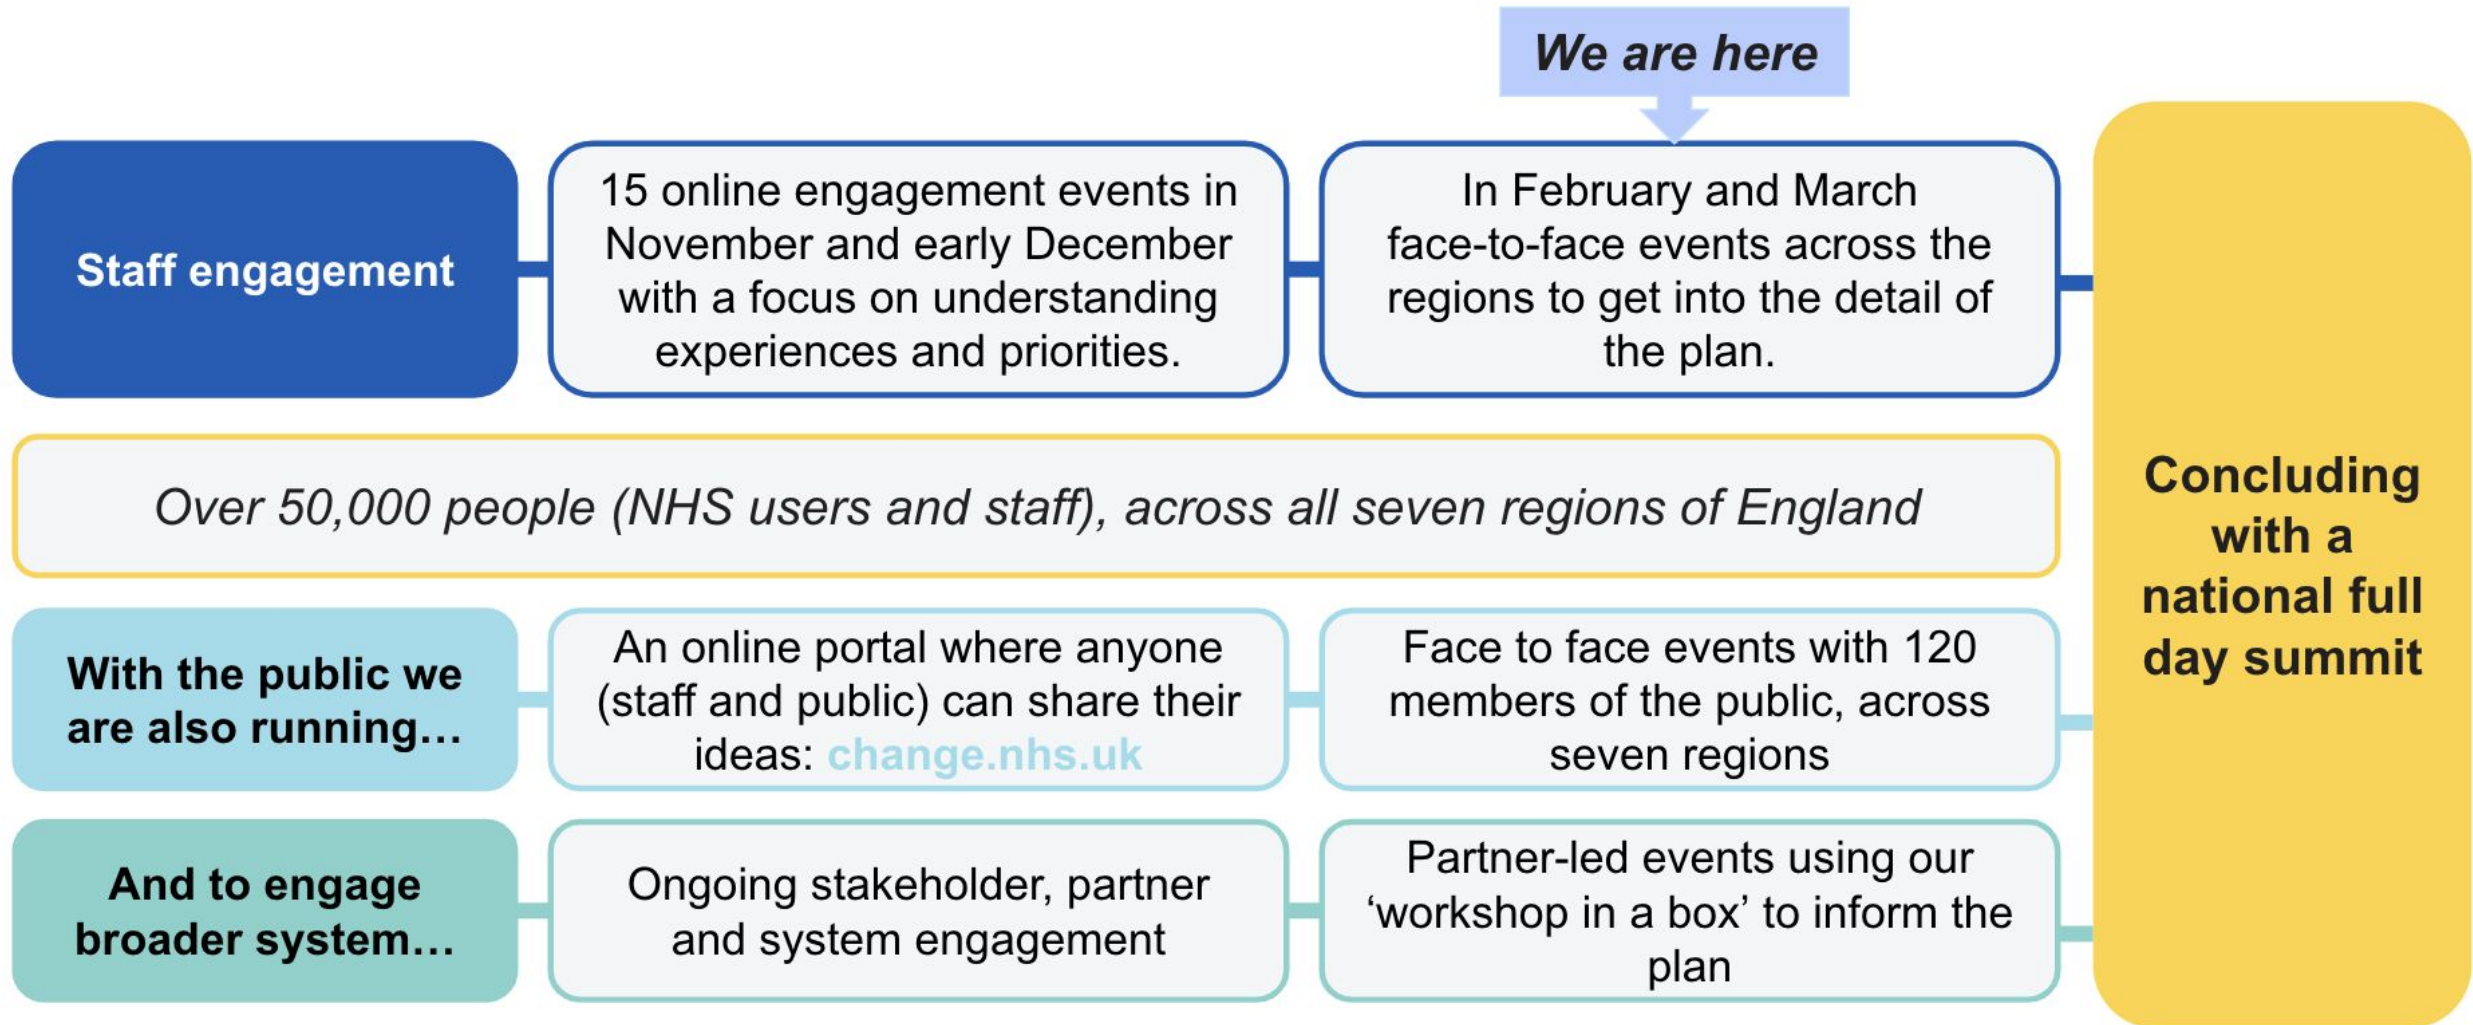 We are here
Staff engagement
15 online engagement events in
November and early December
with a focus on understanding
experiences and priorities.
In February and March
face-to-face events across the
regions to get into the detail of
the plan.
Over 50,000 people (NHS users and staff), across all seven regions of England
With the public we
are also running…
An online portal where anyone
(staff and public) can share their
ideas: change.nhs.uk
Face to face events with 120
members of the public, across
seven regions
And to engage
broader system…
Ongoing stakeholder, partner
and system engagement
Partner-led events using our
‘workshop in a box’ to inform the
plan
Concluding
with a
national full
day summit